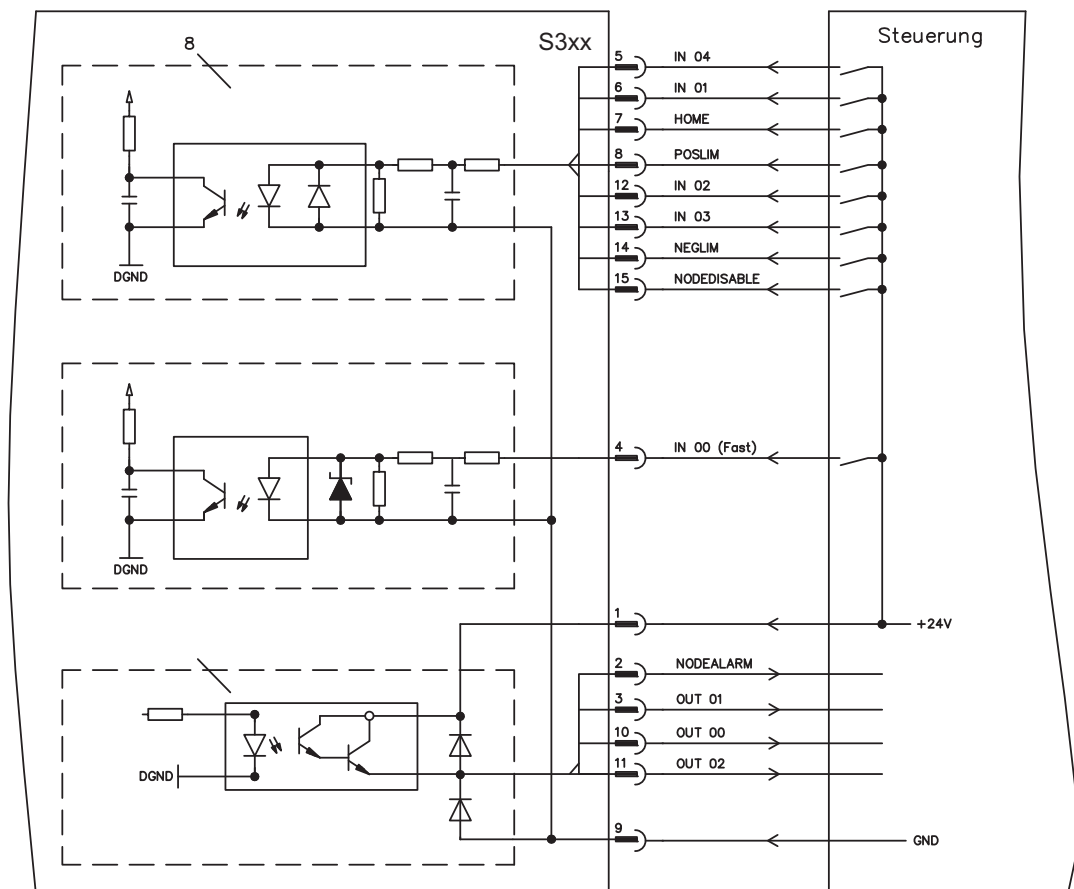 8
S3xx
Steuerung
5 IN 04
6 IN 01
7 HOME
8 POSLIM
12 IN 02
13 IN 03
14 NEGLIM
15 NODEDISABLE
DGND
4 IN 00 (Fast)
DGND
1 +24V
2 NODEALARM
3 OUT 01
10 OUT 00
11 OUT 02
DGND
9 GND